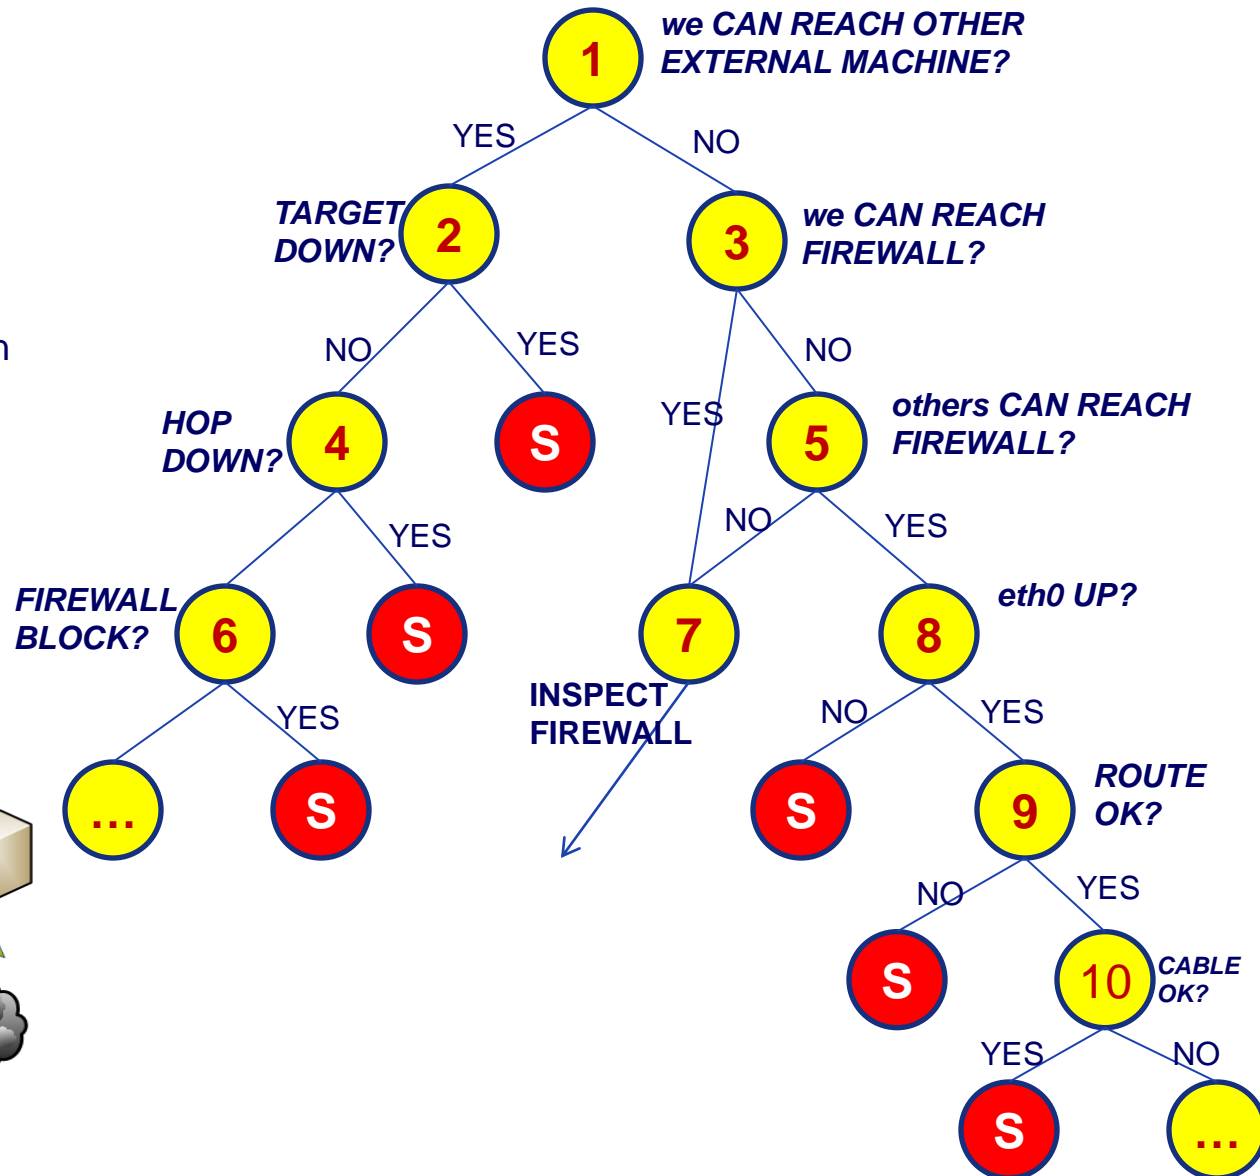 we CAN REACH OTHER
EXTERNAL MACHINE?
1
YES
NO
TARGET
DOWN?
2
3
we CAN REACH
FIREWALL?
n
NO
YES
NO
HOP
DOWN?
4
S
YES
5
others CAN REACH
FIREWALL?
YES
NO
YES
FIREWALL
BLOCK?
6
S
7
8
eth0 UP?
INSPECT
FIREWALL
YES
NO
YES
...
S
S
9
ROUTE
OK?
NO
YES
S
10
CABLE
OK?
YES
NO
S
...